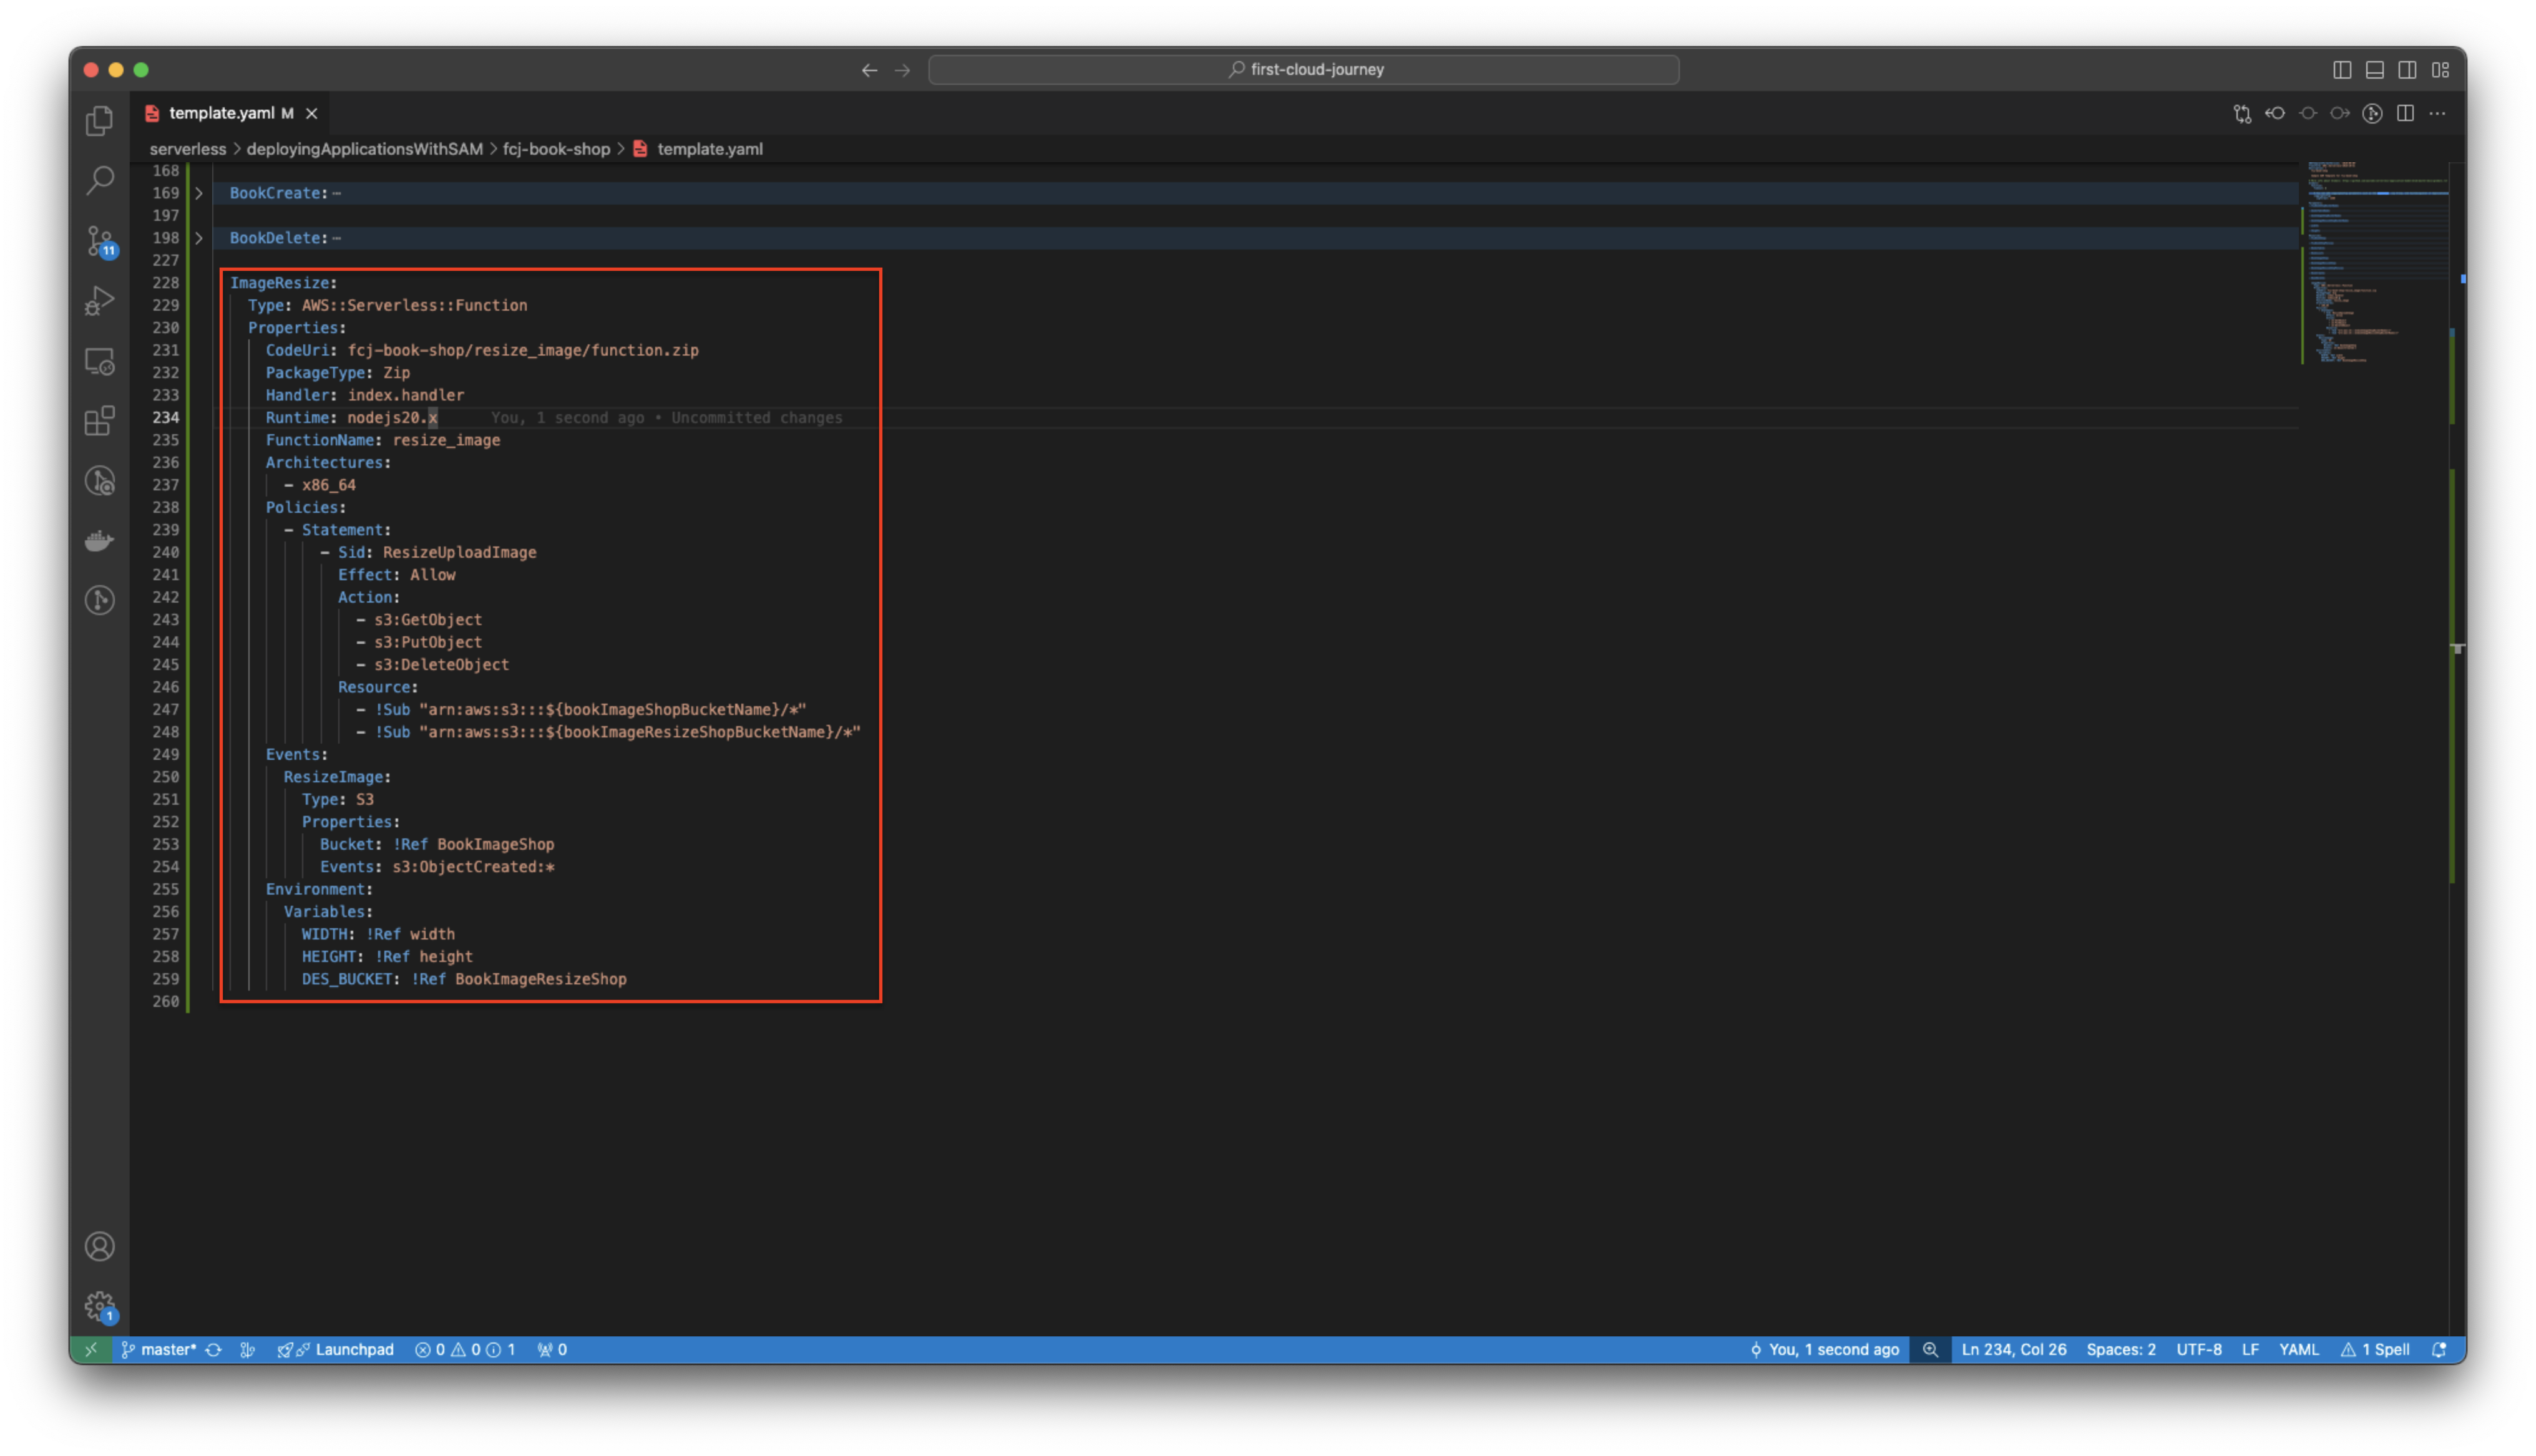 first-cloud-journey
template.yaml M
serverless > deployingApplicationsWithSAM > fcj-book-shop > template.yaml
168
169 BookCreate:
197
198 BookDelete:
227
228 ImageResize:
229 Type: AWS::Serverless::Function
230 Properties:
231 CodeUri: fcj-book-shop/resize_image/function.zip
232 PackageType: Zip
233 Handler: index.handler
234 Runtime: nodejs20.x You, 1 second ago • Uncommitted changes
235 FunctionName: resize_image
236 Architectures:
237 - x86_64
238 Policies:
239 - Statement:
240 - Sid: ResizeUploadImage
241 Effect: Allow
242 Action:
243 - s3:GetObject
244 - s3:PutObject
245 - s3:DeleteObject
246 Resource:
247 - !Sub "arn:aws:s3:::${bookImageShopBucketName}/*"
248 - !Sub "arn:aws:s3:::${bookImageResizeShopBucketName}/*"
249 Events:
250 ResizeImage:
251 Type: S3
252 Properties:
253 Bucket: !Ref BookImageShop
254 Events: s3:ObjectCreated:*
255 Environment:
256 Variables:
257 WIDTH: !Ref width
258 HEIGHT: !Ref height
259 DES_BUCKET: !Ref BookImageResizeShop
260
11
1
master* Launchpad 0 0 1 0 You, 1 second ago Ln 234, Col 26 Spaces: 2 UTF-8 LF YAML 1 Spell